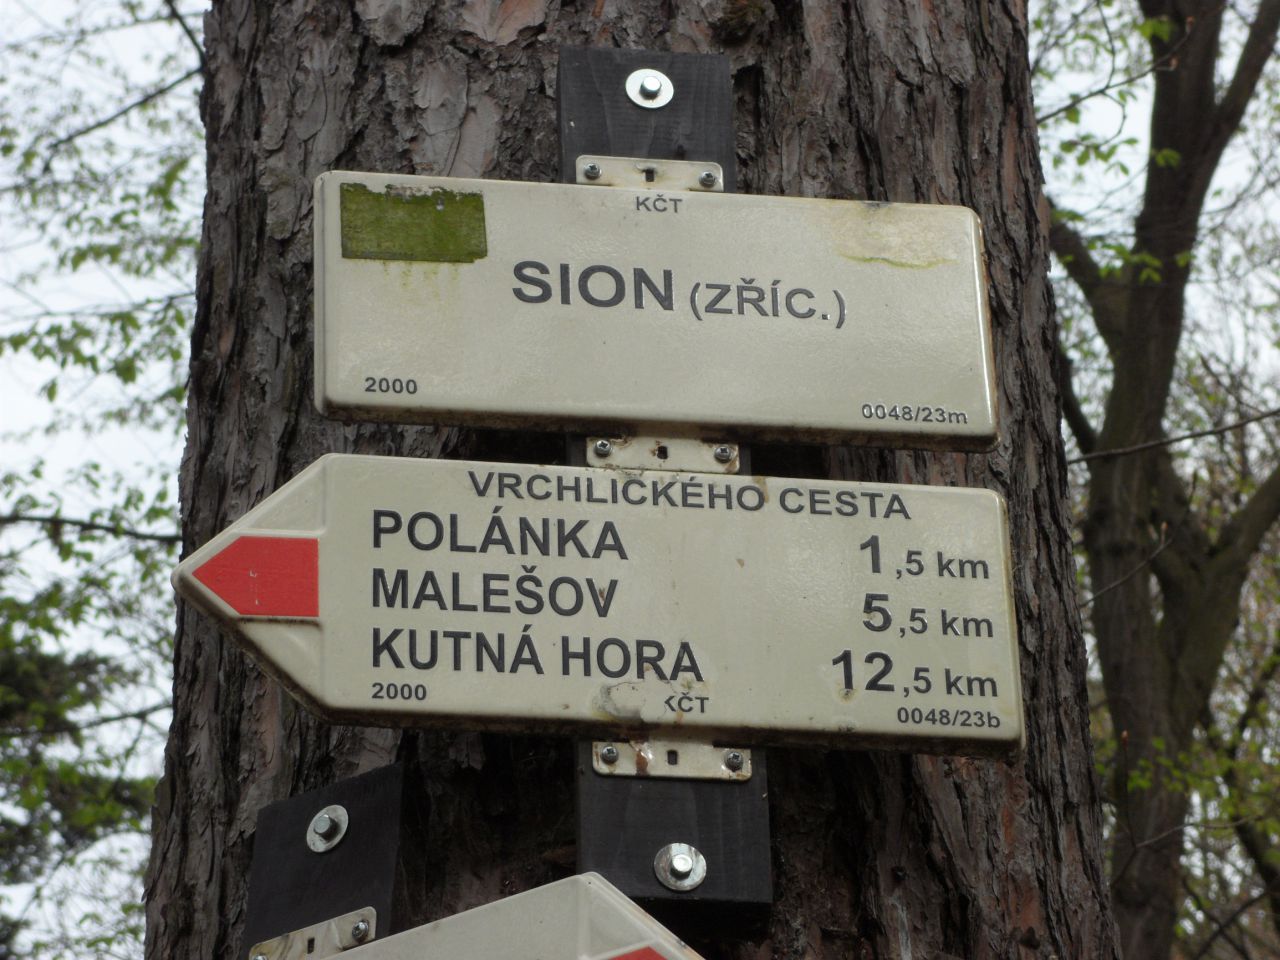 KČT
SION (ZŘÍC.)
2000 0048/23m
VRCHLIČKÉHO CESTA
POLÁNKA 1,5 km
MALEŠOV 5,5 km
KUTNÁ HORA 12,5 km
2000 KČT 0048/23b